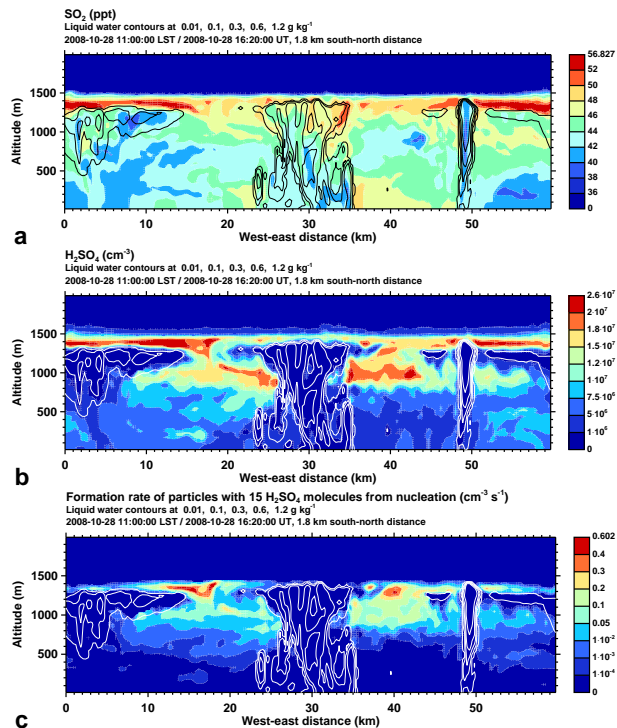 SO₂ (ppt)
Liquid water contours at 0.01, 0.1, 0.3, 0.6, 1.2 g kg⁻¹
2008-10-28 11:00:00 LST / 2008-10-28 16:20:00 UT, 1.8 km south-north distance
56.827
52
50
48
46
44
42
40
38
36
0
1500
1000
500
Altitude (m)
0 10 20 30 40 50
West-east distance (km)
a
H₂SO₄ (cm⁻³)
Liquid water contours at 0.01, 0.1, 0.3, 0.6, 1.2 g kg⁻¹
2008-10-28 11:00:00 LST / 2008-10-28 16:20:00 UT, 1.8 km south-north distance
2.6·10⁷
2·10⁷
1.8·10⁷
1.7·10⁷
1.5·10⁷
1.2·10⁷
1·10⁷
7.5·10⁶
5·10⁶
1·10⁶
0
2000
1500
1000
500
Altitude (m)
0 10 20 30 40 50
West-east distance (km)
b
Formation rate of particles with 15 H₂SO₄ molecules from nucleation (cm⁻³ s⁻¹)
Liquid water contours at 0.01, 0.1, 0.3, 0.6, 1.2 g kg⁻¹
2008-10-28 11:00:00 LST / 2008-10-28 16:20:00 UT, 1.8 km south-north distance
0.602
0.4
0.3
0.2
0.1
0.05
1·10⁻²
1·10⁻³
1·10⁻⁴
0
1500
1000
500
0
Altitude (m)
0 10 20 30 40 50
West-east distance (km)
c